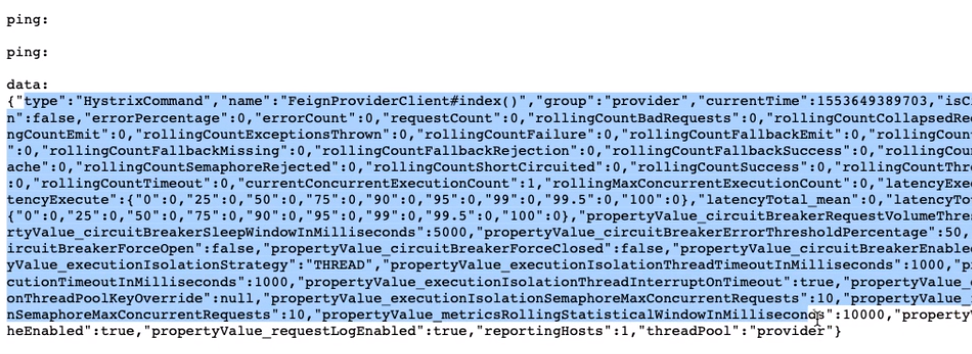 ping:
ping:
data:
{"type":"HystrixCommand","name":"FeignProviderClient#index()","group":"provider","currentTime":1553649389703,"isC
n":false,"errorPercentage":0,"errorCount":0,"requestCount":0,"rollingCountBadRequests":0,"rollingCountCollapsedRe
ngCountEmit":0,"rollingCountExceptionsThrown":0,"rollingCountFailure":0,"rollingCountFallbackEmit":0,"rollingCoun
":0,"rollingCountFallbackMissing":0,"rollingCountFallbackRejection":0,"rollingCountFallbackSuccess":0,"rollingCou
ache":0,"rollingCountSemaphoreRejected":0,"rollingCountShortCircuited":0,"rollingCountSuccess":0,"rollingCountThr
:0,"rollingCountTimeout":0,"currentConcurrentExecutionCount":1,"rollingMaxConcurrentExecutionCount":0,"latencyExe
tencyExecute":{"0":0,"25":0,"50":0,"75":0,"90":0,"95":0,"99":0,"99.5":0,"100":0},"latencyTotal_mean":0,"latencyTo
{"0":0,"25":0,"50":0,"75":0,"90":0,"95":0,"99":0,"99.5":0,"100":0},"propertyValue_circuitBreakerRequestVolumeThre
rtyValue_circuitBreakerSleepWindowInMilliseconds":5000,"propertyValue_circuitBreakerErrorThresholdPercentage":50,
ircuitBreakerForceOpen":false,"propertyValue_circuitBreakerForceClosed":false,"propertyValue_circuitBreakerEnable
yValue_executionIsolationStrategy":"THREAD","propertyValue_executionIsolationThreadTimeoutInMilliseconds":1000,"p
cutionTimeoutInMilliseconds":1000,"propertyValue_executionIsolationThreadInterruptOnTimeout":true,"propertyValue_
onThreadPoolKeyOverride":null,"propertyValue_executionIsolationSemaphoreMaxConcurrentRequests":10,"propertyValue_
nSemaphoreMaxConcurrentRequests":10,"propertyValue_metricsRollingStatisticalWindowInMilliseconds":10000,"property
heEnabled":true,"propertyValue_requestLogEnabled":true,"reportingHosts":1,"threadPool":"provider"}